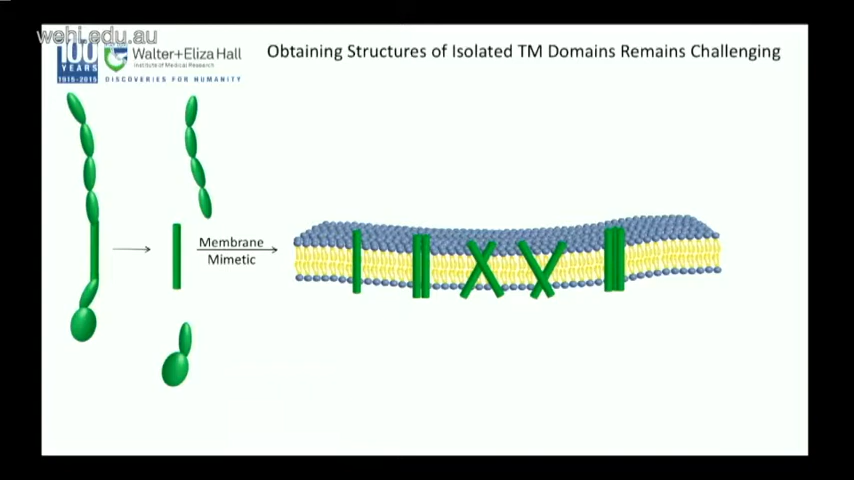 wehi.edu.au
100
YEARS
1915-2015
Walter+Eliza Hall
Institute of Medical Research
DISCOVERIES FOR HUMANITY
Obtaining Structures of Isolated TM Domains Remains Challenging
Membrane
Mimetic